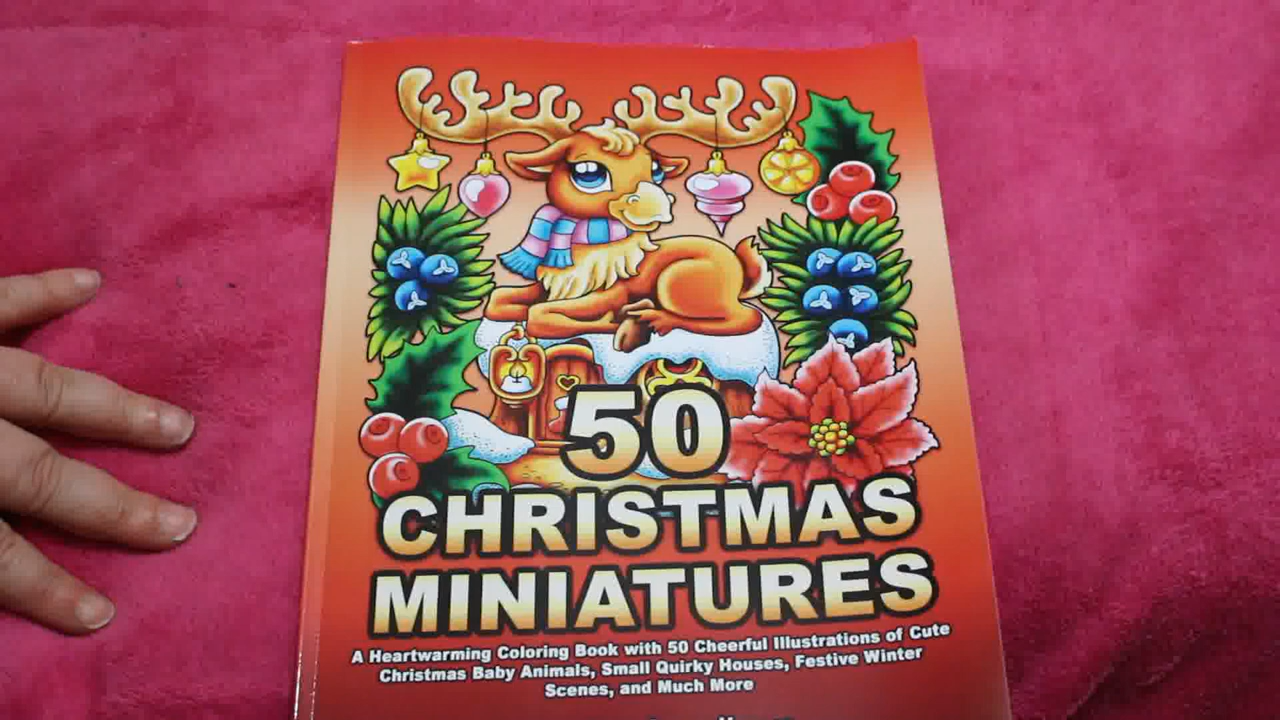 50
CHRISTMAS
MINIATURES
A Heartwarming Coloring Book with 50 Cheerful Illustrations of Cute
Christmas Baby Animals, Small Quirky Houses, Festive Winter
Scenes, and Much More